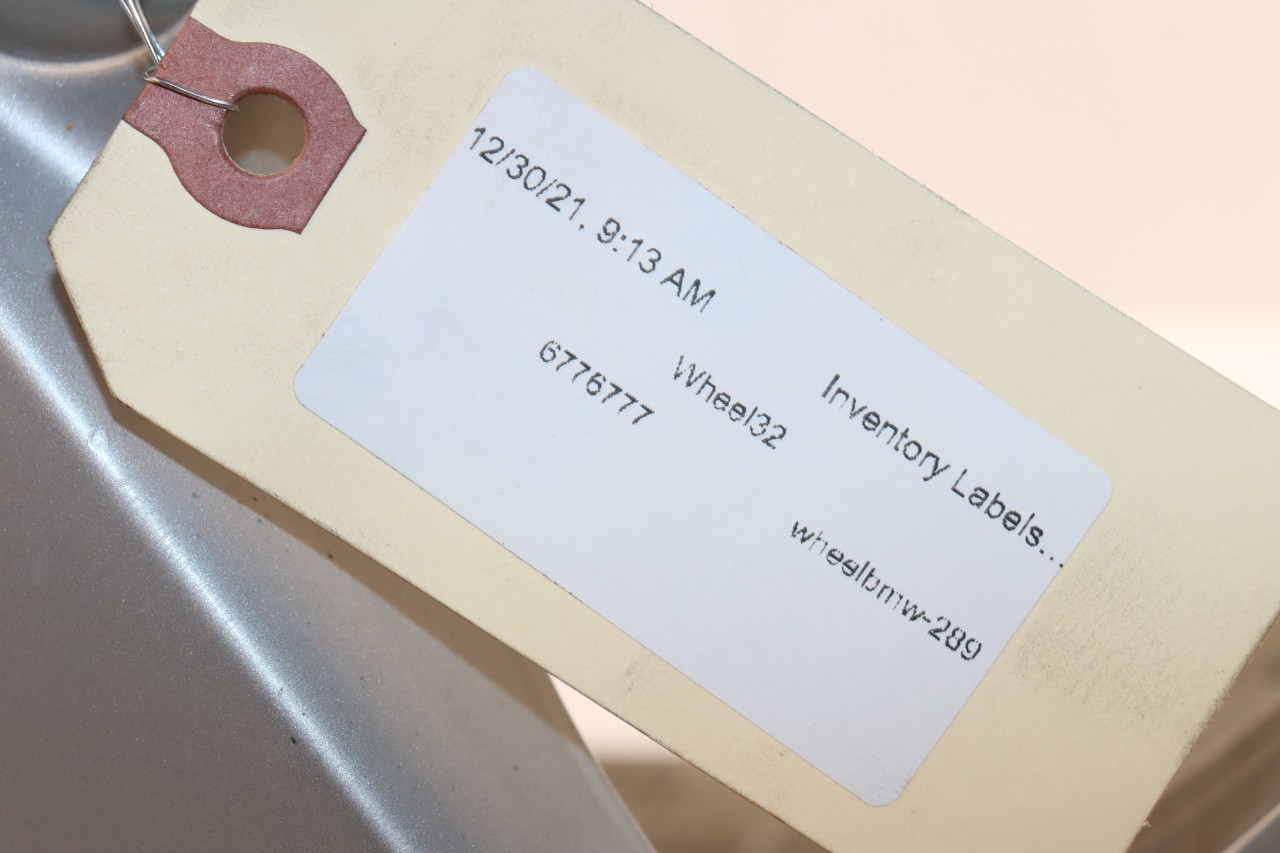 12/30/21, 9:13 AM Inventory Labels...
Wheel32
6776777 wheelbmw-289